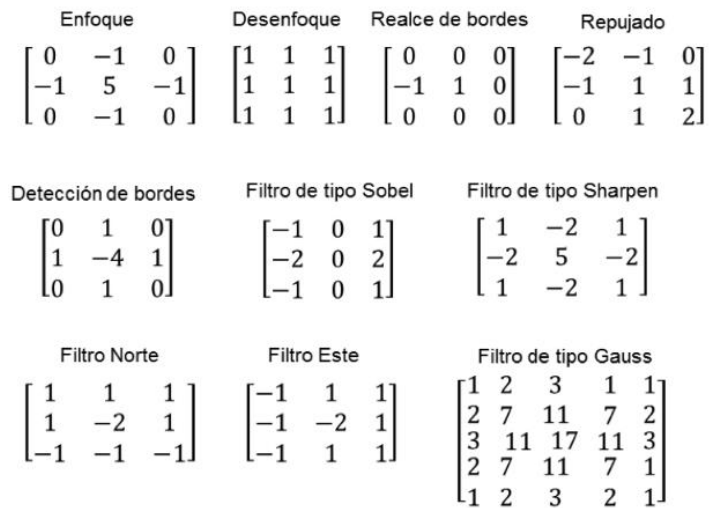 Enfoque Desenfoque Realce de bordes Repujado
0 −1 0 1 1 1 0 0 0 −2 −1 0
−1 5 −1 1 1 1 −1 1 0 −1 1 1
0 −1 0 1 1 1 0 0 0 0 1 2
Detección de bordes Filtro de tipo Sobel Filtro de tipo Sharpen
0 1 0 −1 0 1 1 −2 1
1 −4 1 −2 0 2 −2 5 −2
0 1 0 −1 0 1 1 −2 1
Filtro Norte Filtro Este Filtro de tipo Gauss
1 1 1 −1 1 1 1 2 3 1 1
1 −2 1 −1 −2 1 2 7 11 7 2
−1 −1 −1 −1 1 1 3 11 17 11 3
2 7 11 7 1
1 2 3 2 1